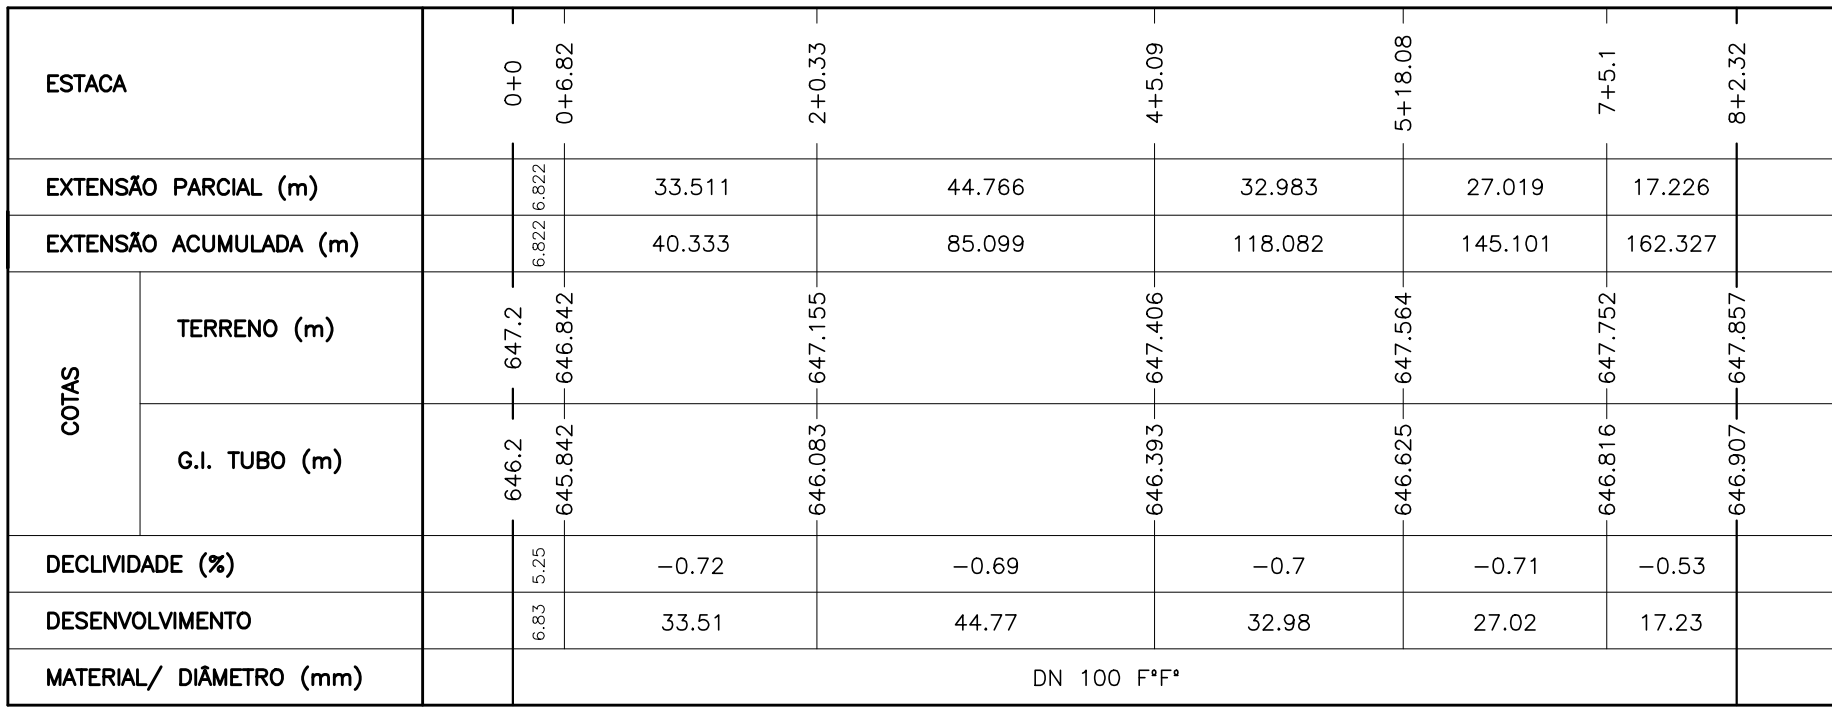 ESTACA 0+0 0+6.82 2+0.33 4+5.09 5+18.08 7+5.1 8+2.32
EXTENSÃO PARCIAL (m) 6.822 33.511 44.766 32.983 27.019 17.226
EXTENSÃO ACUMULADA (m) 6.822 40.333 85.099 118.082 145.101 162.327
COTAS
TERRENO (m) 647.2 646.842 647.155 647.406 647.564 647.752 647.857
G.I. TUBO (m) 646.2 645.842 646.083 646.393 646.625 646.816 646.907
DECLIVIDADE (%) 5.25 −0.72 −0.69 −0.7 −0.71 −0.53
DESENVOLVIMENTO 6.83 33.51 44.77 32.98 27.02 17.23
MATERIAL/ DIÂMETRO (mm) DN 100 FºFº